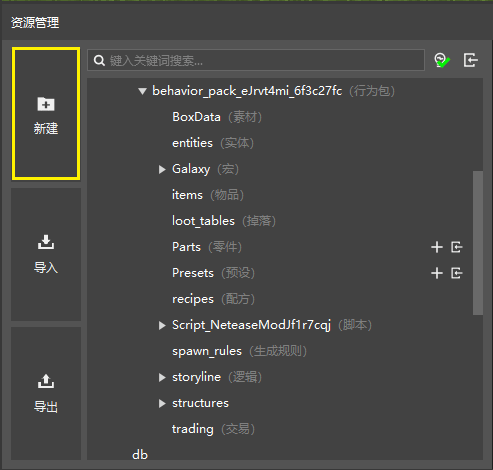 资源管理
新建
导入
导出
键入关键词搜索...
behavior_pack_eJrvt4mi_6f3c27fc（行为包）
BoxData（素材）
entities（实体）
Galaxy（宏）
items（物品）
loot_tables（掉落）
Parts（零件）
Presets（预设）
recipes（配方）
Script_NeteaseModJf1r7cqj（脚本）
spawn_rules（生成规则）
storyline（逻辑）
structures
trading（交易）
db